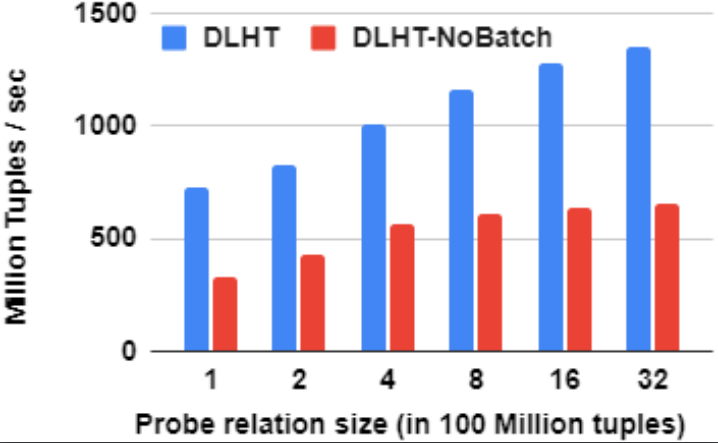 1500
DLHT
DLHT-NoBatch
1000
500
0
Million Tuples / sec
1 2 4 8 16 32
Probe relation size (in 100 Million tuples)